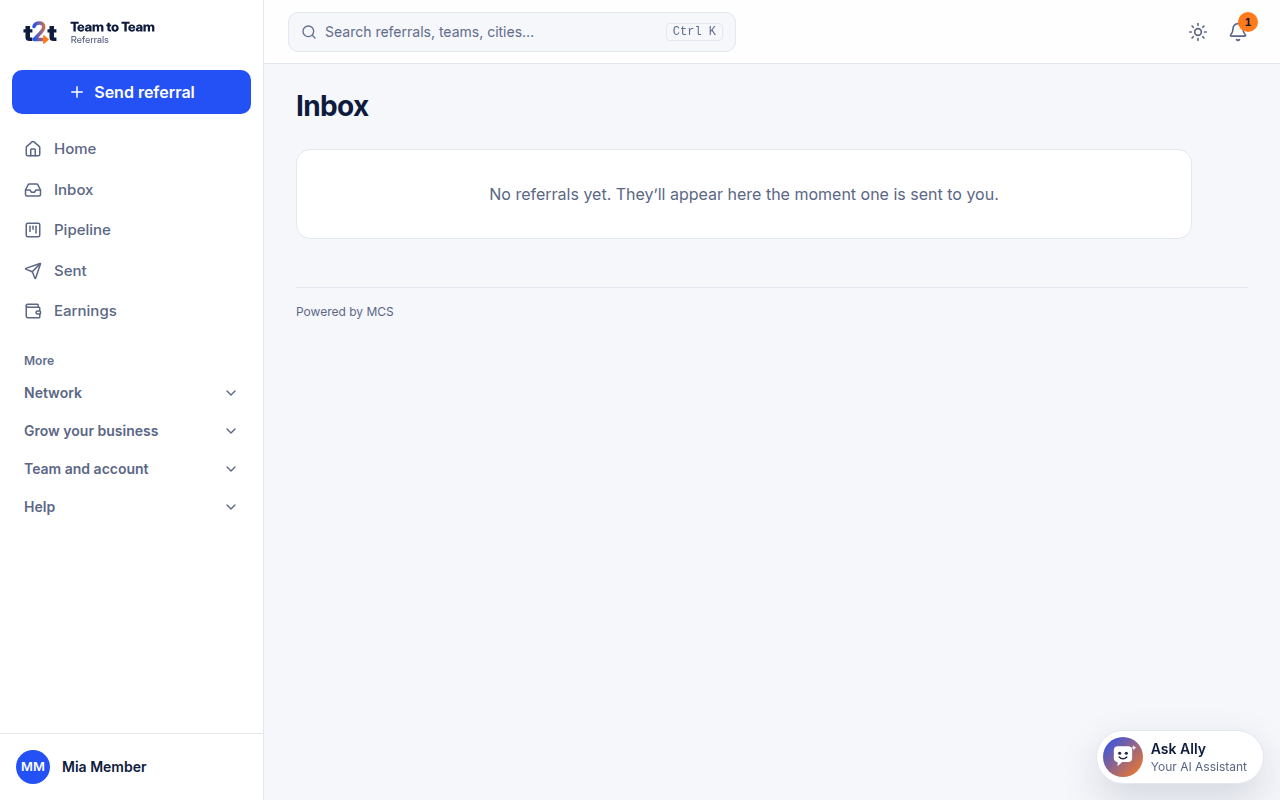 t2t
Team to Team
Referrals
Send referral
Home
Inbox
Pipeline
Sent
Earnings
More
Network
Grow your business
Team and account
Help
MM
Mia Member
Search referrals, teams, cities...
Ctrl K
1
Inbox
No referrals yet. They’ll appear here the moment one is sent to you.
Powered by MCS
Ask Ally
Your AI Assistant